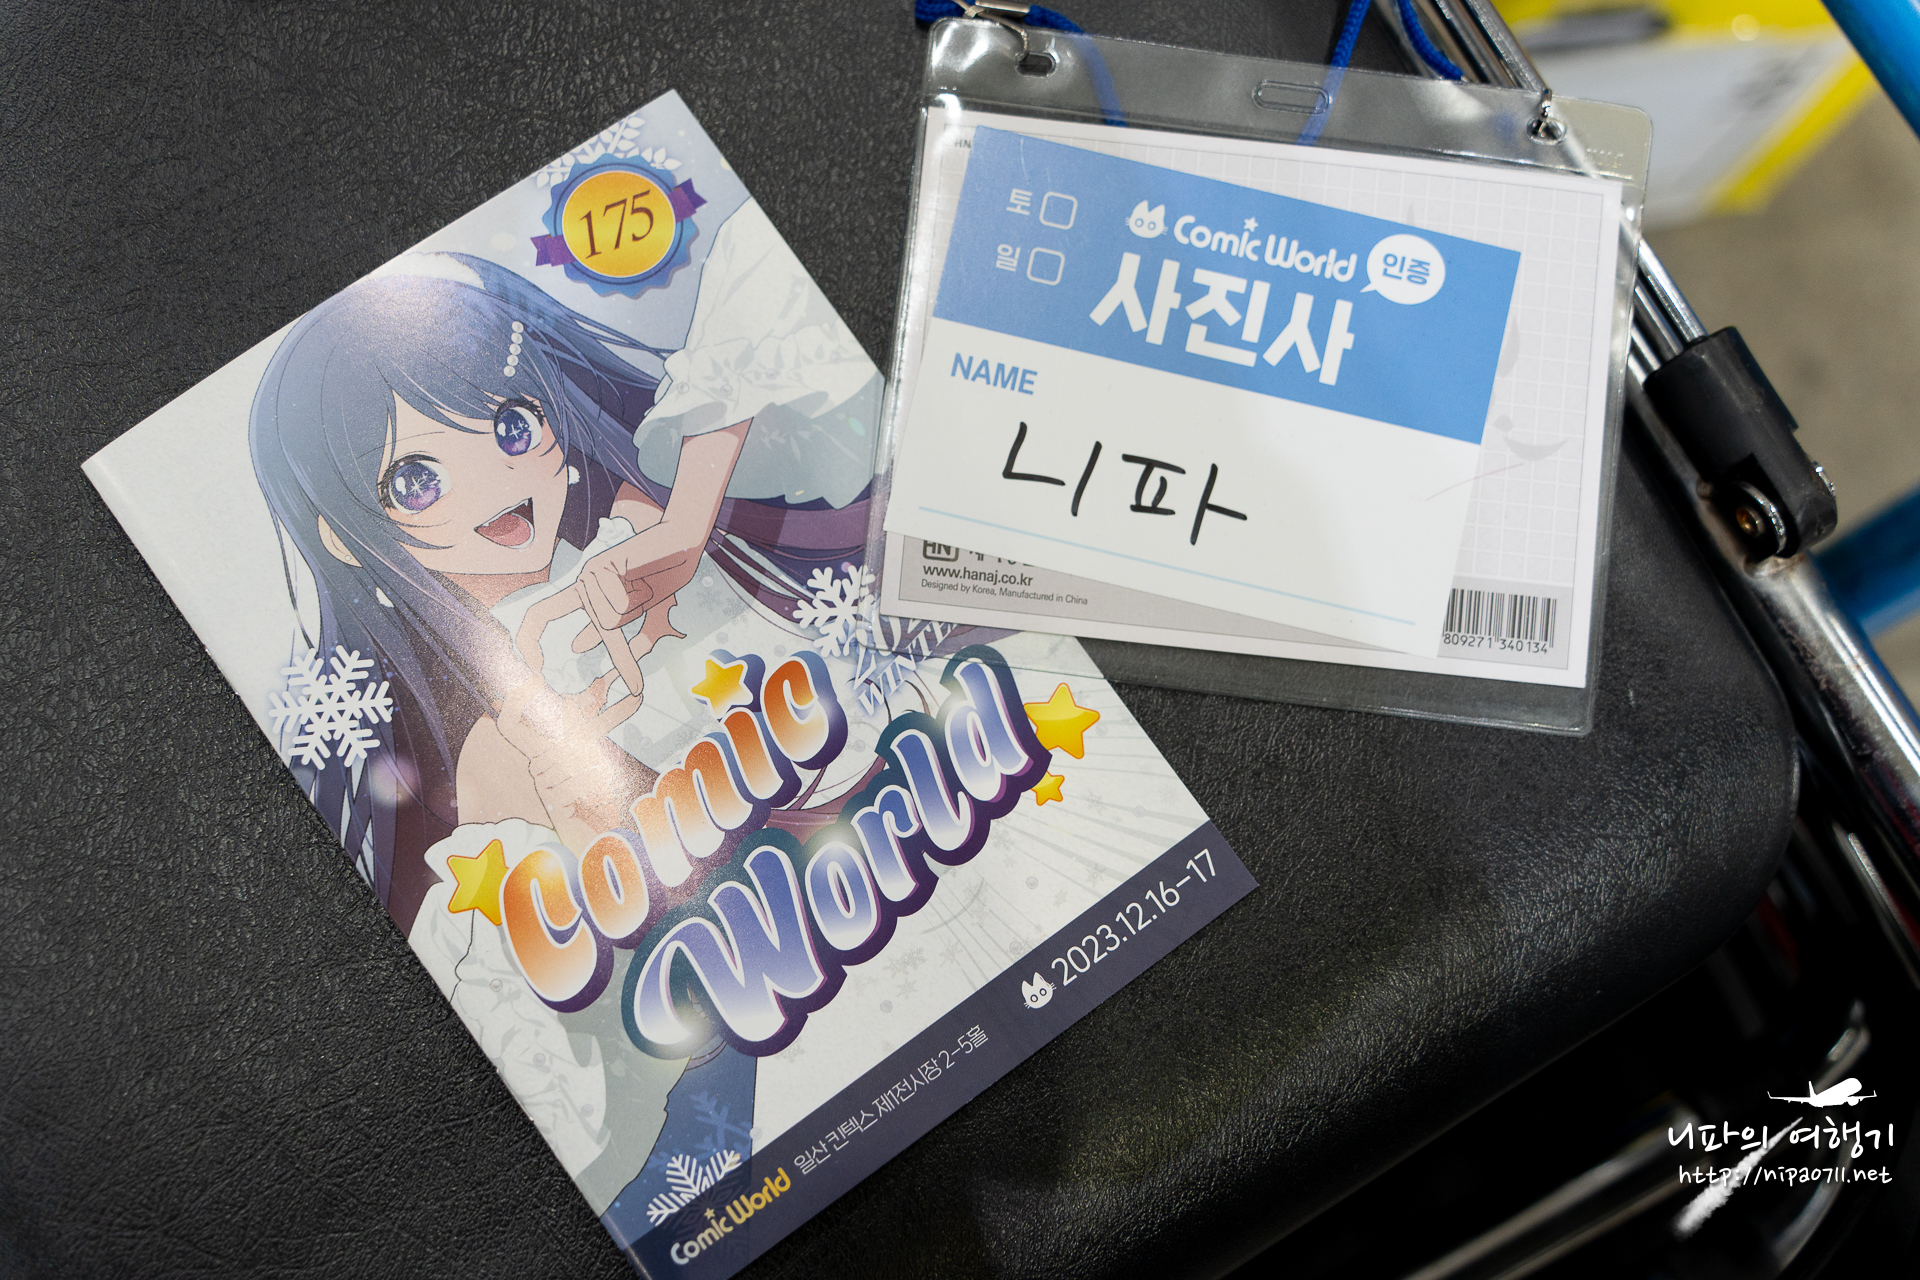 175
Comic
World
2023.12.16-17
일산 킨텍스 제1전시장 2-5홀
Comic World
WINTE
토
일
Comic World
인증
사진사
NAME
니파
www.hanaj.co.kr
Designed by Korea, Manufactured in China
809271 340134
니파의 여행기
http://nipa0711.net